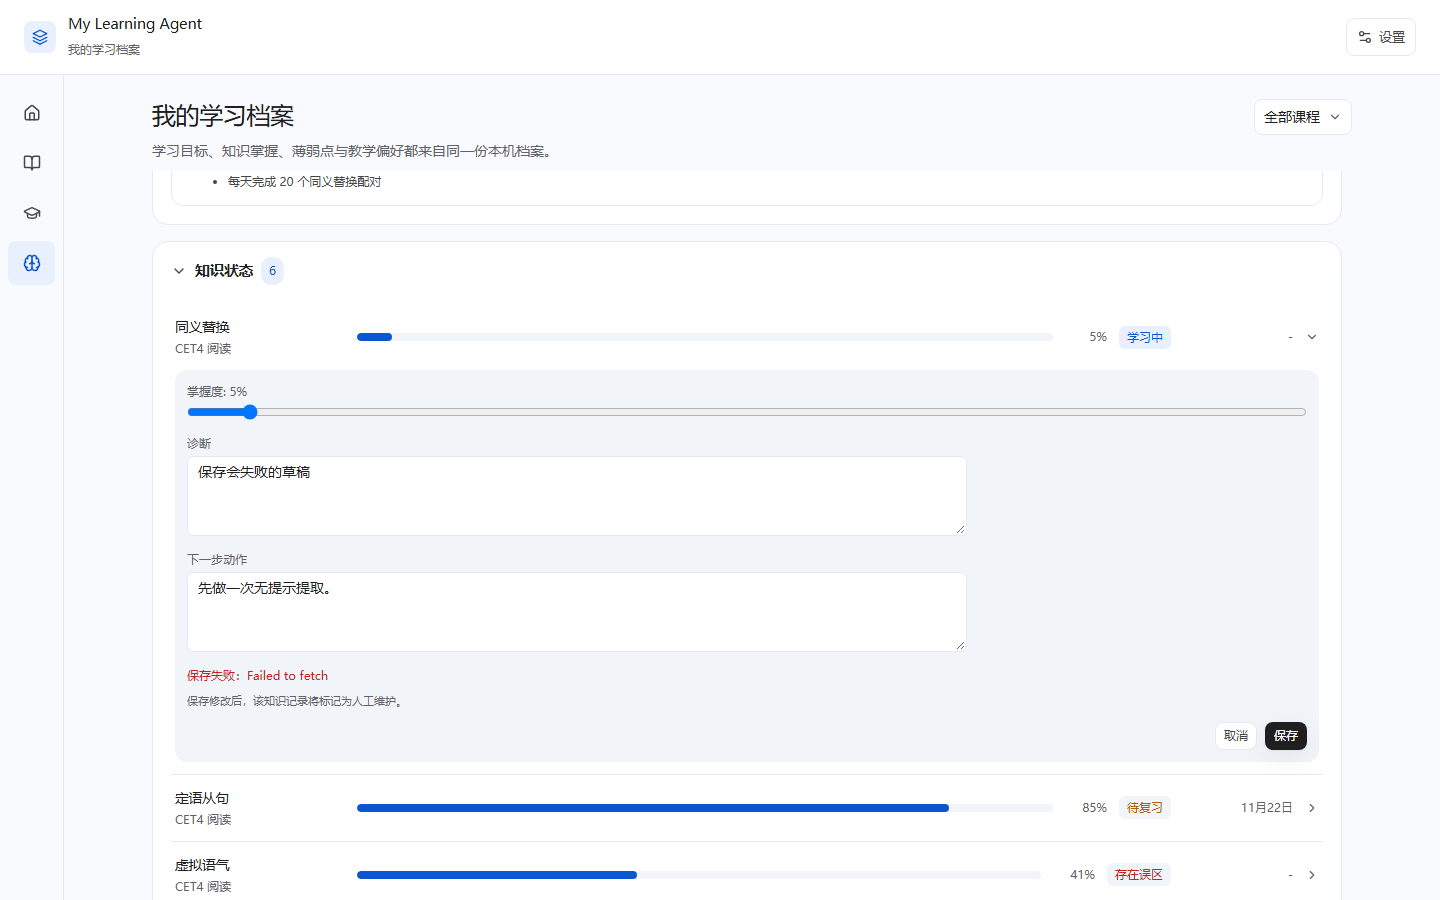 My Learning Agent
我的学习档案
设置
我的学习档案
全部课程
学习目标、知识掌握、薄弱点与教学偏好都来自同一份本机档案。
• 每天完成 20 个同义替换配对
知识状态 6
同义替换
CET4 阅读
5% 学习中 -
掌握度: 5%
诊断
保存会失败的草稿
下一步动作
先做一次无提示提取。
保存失败：Failed to fetch
保存修改后，该知识记录将标记为人工维护。
取消 保存
定语从句
CET4 阅读
85% 待复习 11月22日
虚拟语气
CET4 阅读
41% 存在误区 -